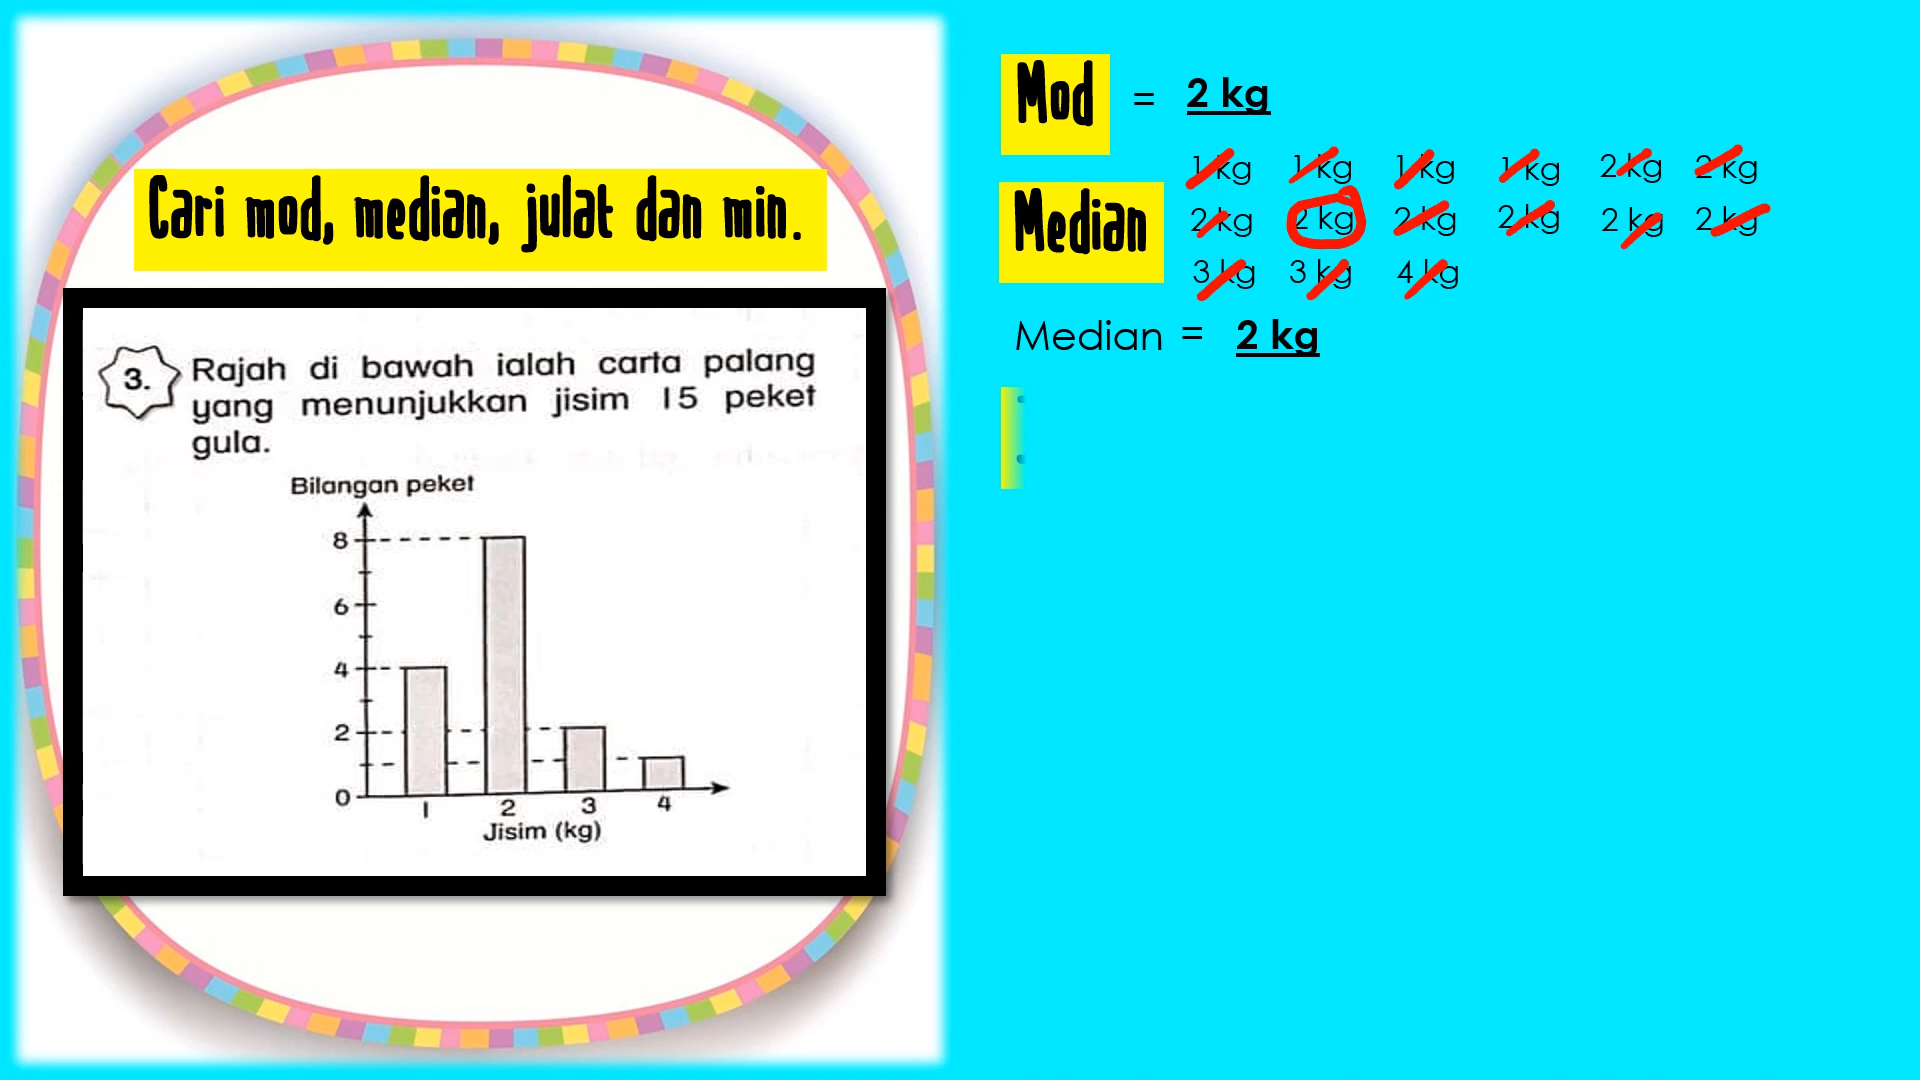 Cari mod, median, julat dan min.
3. Rajah di bawah ialah carta palang
yang menunjukkan jisim 15 peket
gula.
Bilangan peket
8
6
4
2
0
1 2 3 4
Jisim (kg)
Mod = 2 kg
Median
1 kg 1 kg 1 kg 1 kg 2 kg 2 kg
2 kg 2 kg 2 kg 2 kg 2 kg 2 kg
3 kg 3 kg 4 kg
Median = 2 kg